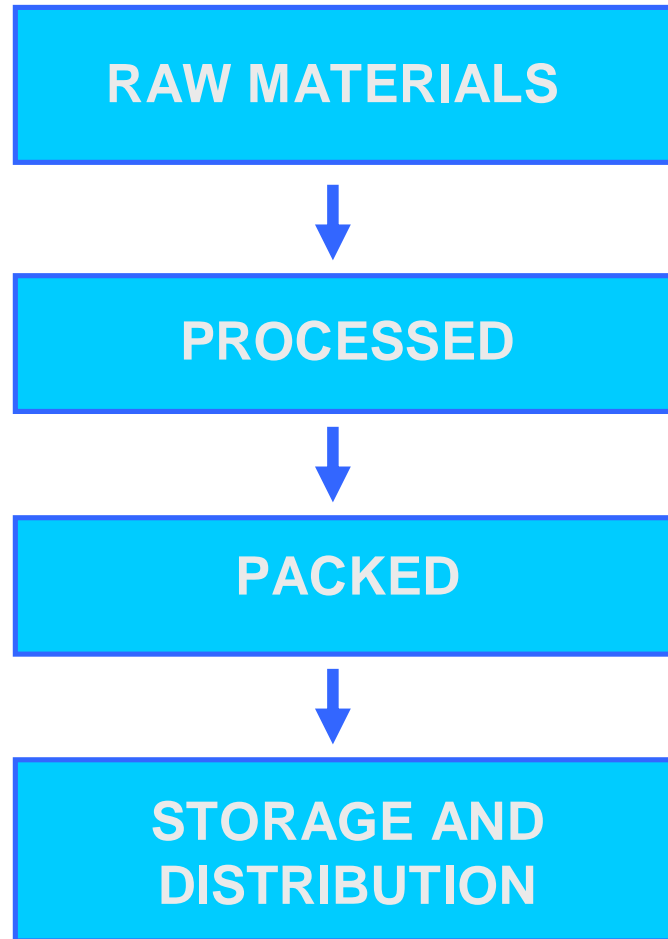 RAW MATERIALS
PROCESSED
PACKED
STORAGE AND
DISTRIBUTION